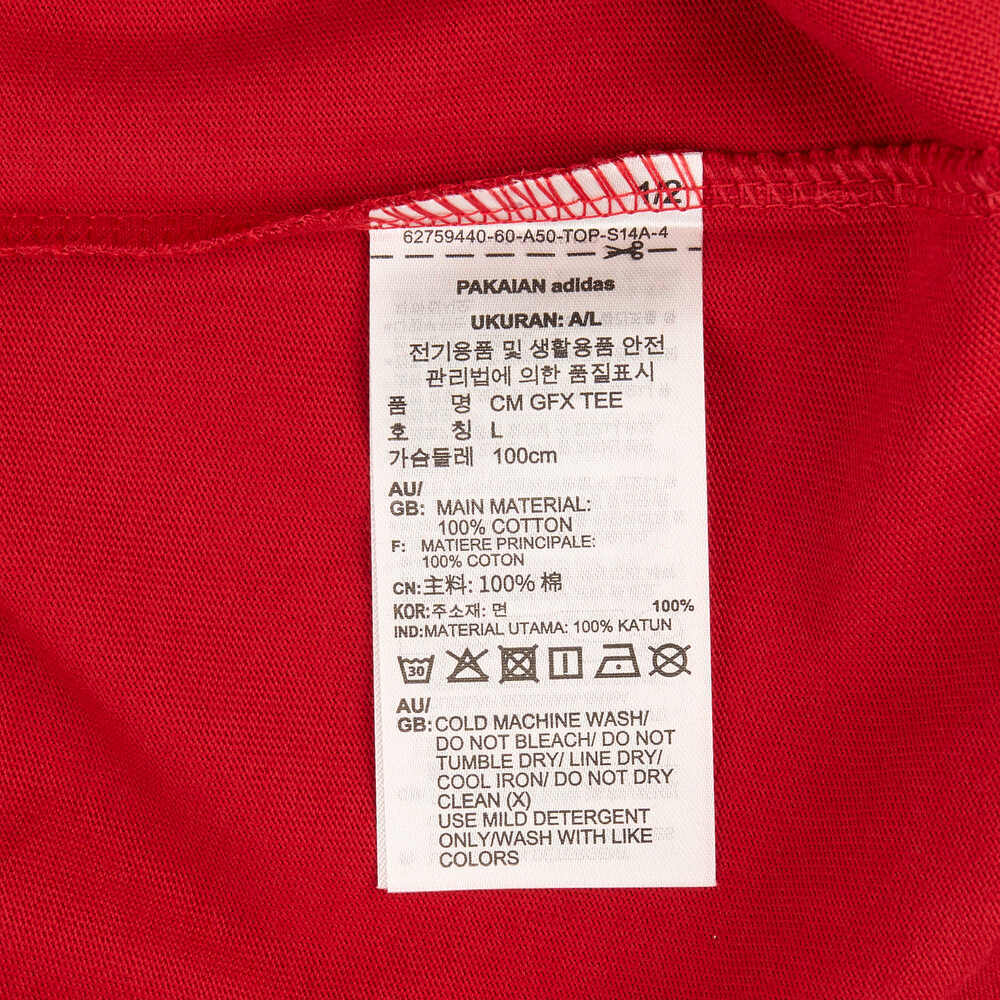 1/2
62759440-60-A50-TOP-S14A-4
PAKAIAN adidas
UKURAN: A/L
전기용품 및 생활용품 안전
관리법에 의한 품질표시
품 명 CM GFX TEE
호 칭 L
가슴둘레 100cm
AU/
GB: MAIN MATERIAL:
100% COTTON
F: MATIERE PRINCIPALE:
100% COTON
CN:主料: 100% 棉
KOR:주소재: 면 100%
IND:MATERIAL UTAMA: 100% KATUN
30
AU/
GB:COLD MACHINE WASH/
DO NOT BLEACH/ DO NOT
TUMBLE DRY/ LINE DRY/
COOL IRON/ DO NOT DRY
CLEAN (X)
USE MILD DETERGENT
ONLY/WASH WITH LIKE
COLORS